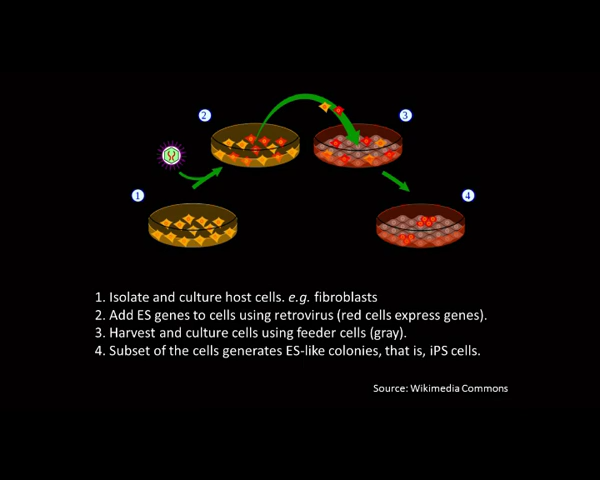 2
3
1
4
1. Isolate and culture host cells. e.g. fibroblasts
2. Add ES genes to cells using retrovirus (red cells express genes).
3. Harvest and culture cells using feeder cells (gray).
4. Subset of the cells generates ES-like colonies, that is, iPS cells.
Source: Wikimedia Commons